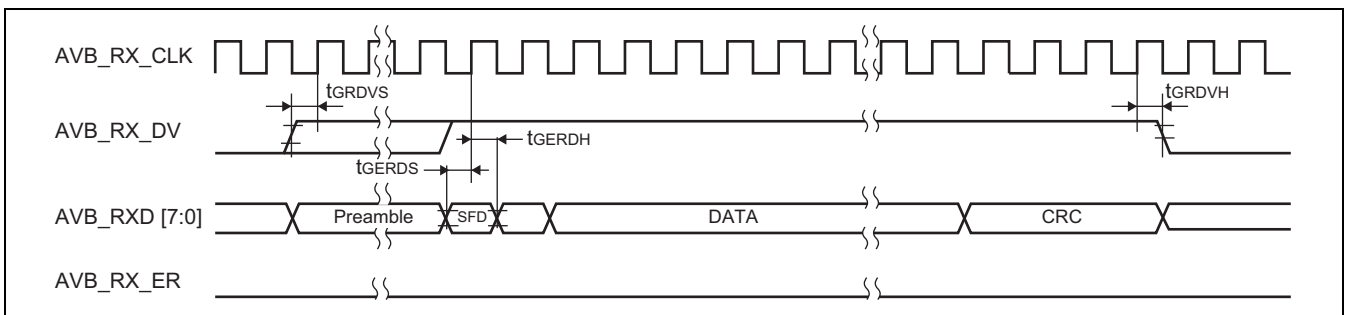 AVB_RX_CLK
tGRDVS
tGRDVH
AVB_RX_DV
tGERDH
tGERDS
AVB_RXD [7:0]
Preamble
SFD
DATA
CRC
AVB_RX_ER